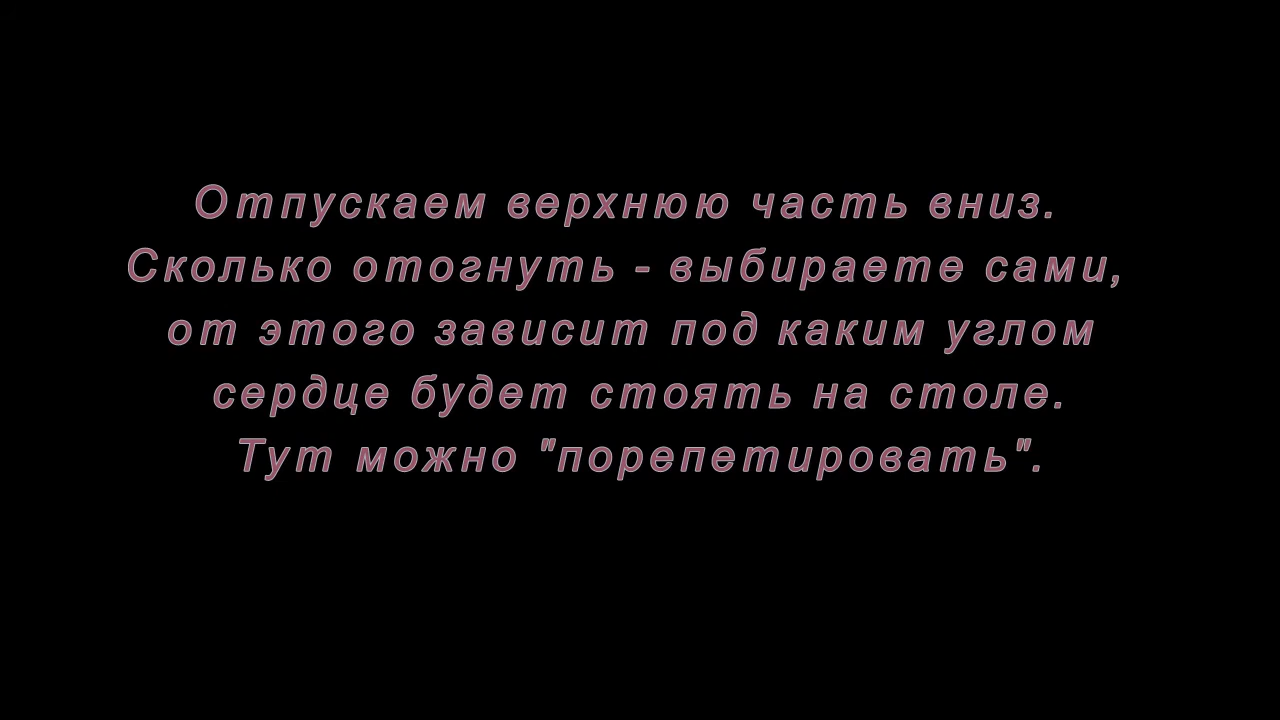 Отпускаем верхнюю часть вниз.
Сколько отогнуть - выбираете сами,
от этого зависит под каким углом
сердце будет стоять на столе.
Тут можно "порепетировать".